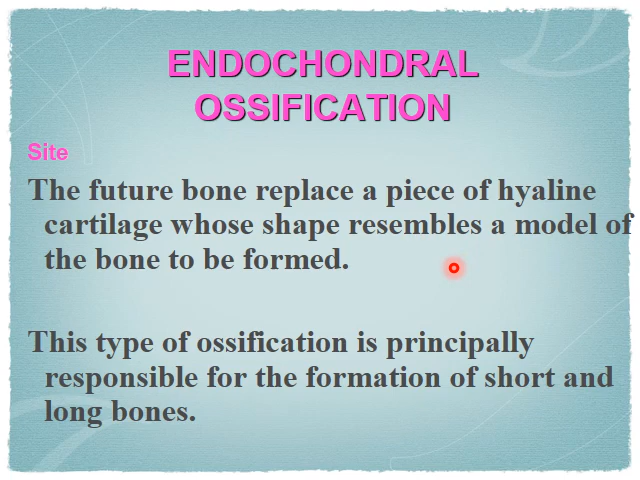 ENDOCHONDRAL
OSSIFICATION
Site
The future bone replace a piece of hyaline
cartilage whose shape resembles a model of
the bone to be formed.
This type of ossification is principally
responsible for the formation of short and
long bones.